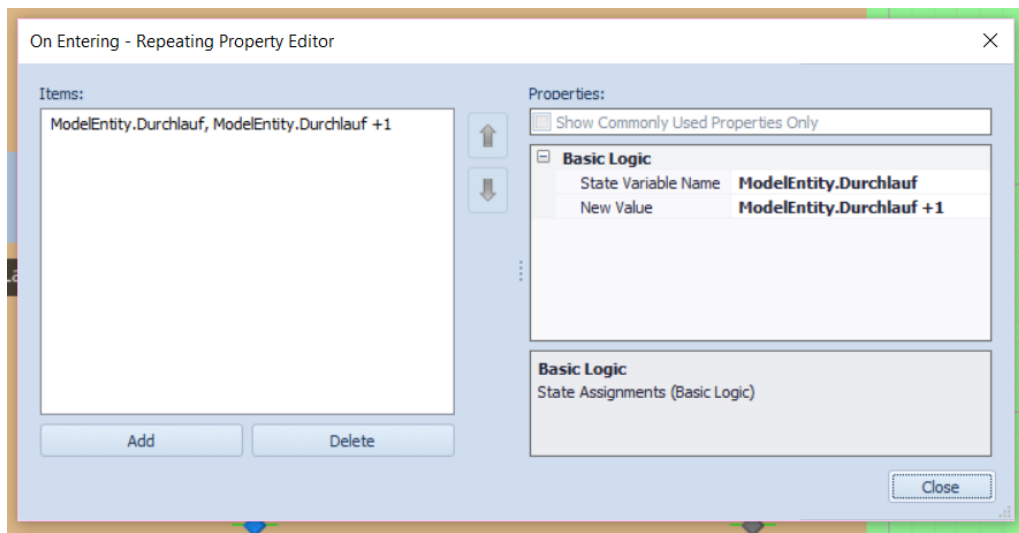 On Entering - Repeating Property Editor
Items:
Properties:
ModelEntity.Durchlauf, ModelEntity.Durchlauf +1
Show Commonly Used Properties Only
Basic Logic
State Variable Name ModelEntity.Durchlauf
New Value ModelEntity.Durchlauf +1
Basic Logic
State Assignments (Basic Logic)
Add Delete
Close